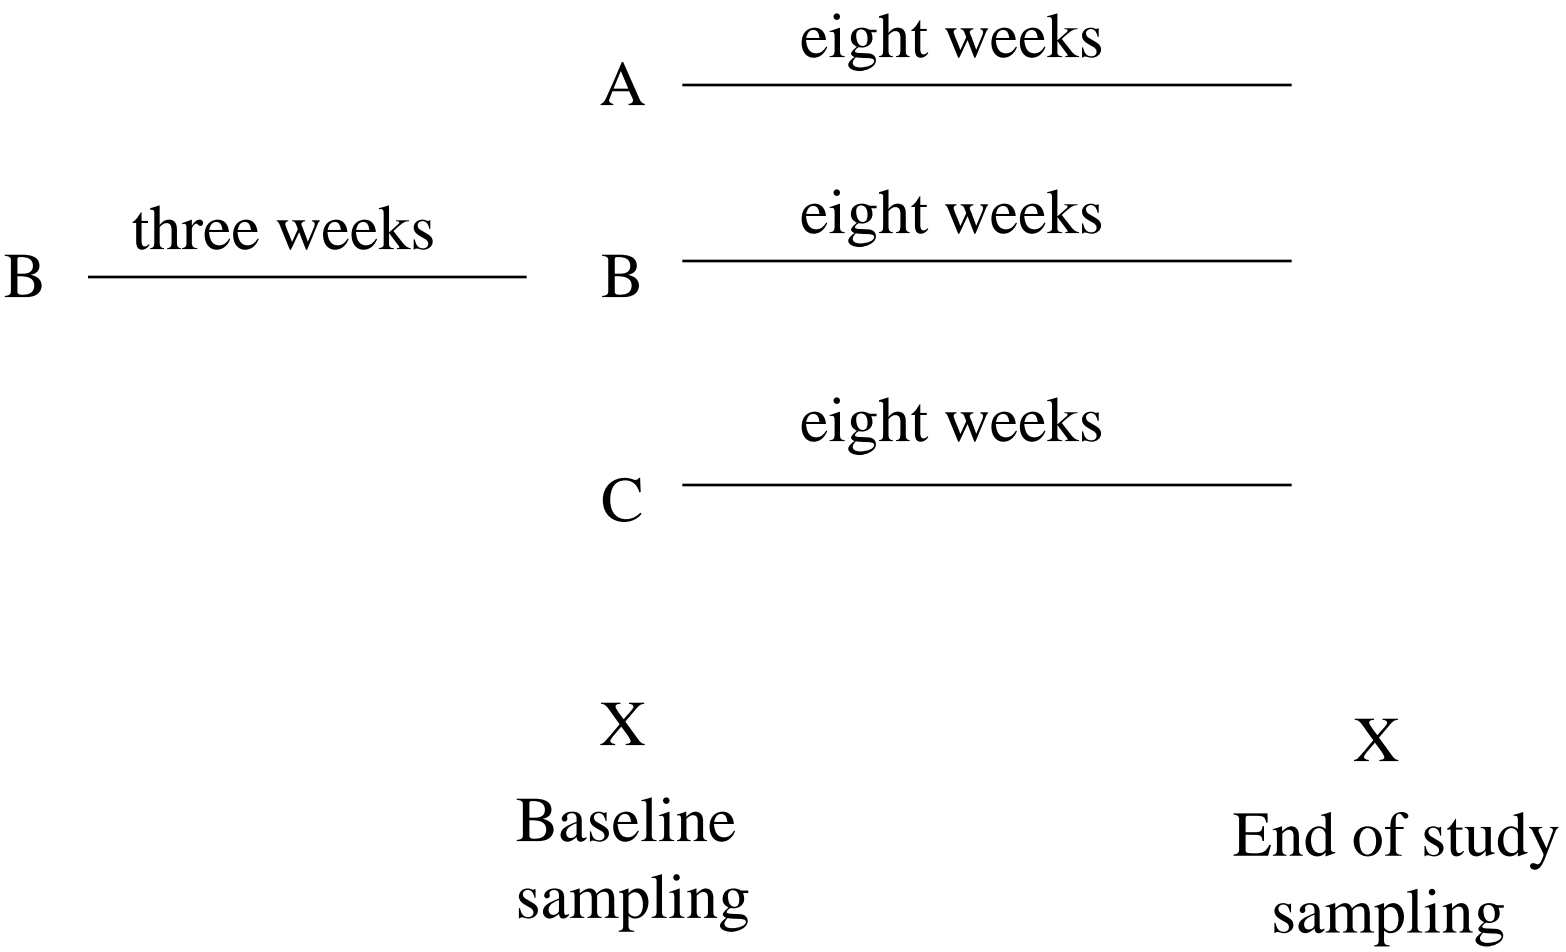 eight weeks
A
eight weeks
three weeks
B
B
eight weeks
C
X
X
Baseline
sampling
End of study
sampling